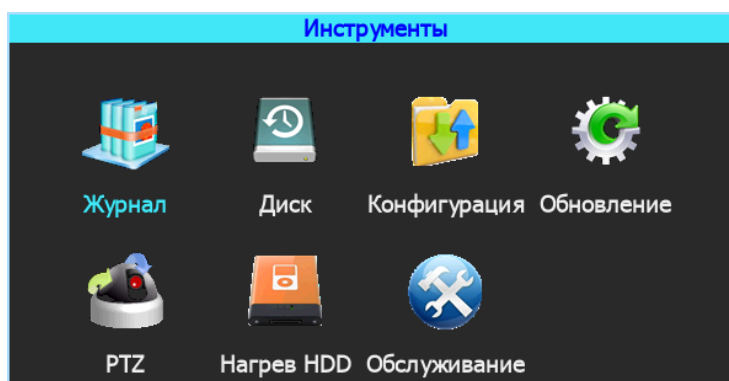 Инструменты
Журнал Диск Конфигурация Обновление
PTZ Нагрев HDD Обслуживание